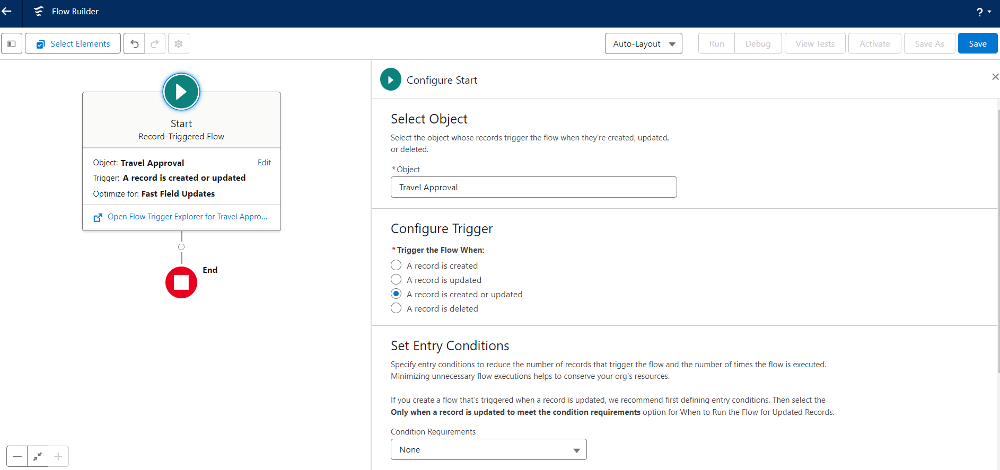 Flow Builder
?
Select Elements
Auto-Layout
Run
Debug
View Tests
Activate
Save As
Save
Start
Record-Triggered Flow
Object: Travel Approval
Edit
Trigger: A record is created or updated
Optimize for: Fast Field Updates
Open Flow Trigger Explorer for Travel Appro...
End
Configure Start
Select Object
Select the object whose records trigger the flow when they're created, updated,
or deleted.
*Object
Travel Approval
Configure Trigger
*Trigger the Flow When:
A record is created
A record is updated
A record is created or updated
A record is deleted
Set Entry Conditions
Specify entry conditions to reduce the number of records that trigger the flow and the number of times the flow is executed.
Minimizing unnecessary flow executions helps to conserve your org's resources.
If you create a flow that's triggered when a record is updated, we recommend first defining entry conditions. Then select the
Only when a record is updated to meet the condition requirements option for When to Run the Flow for Updated Records.
Condition Requirements
None